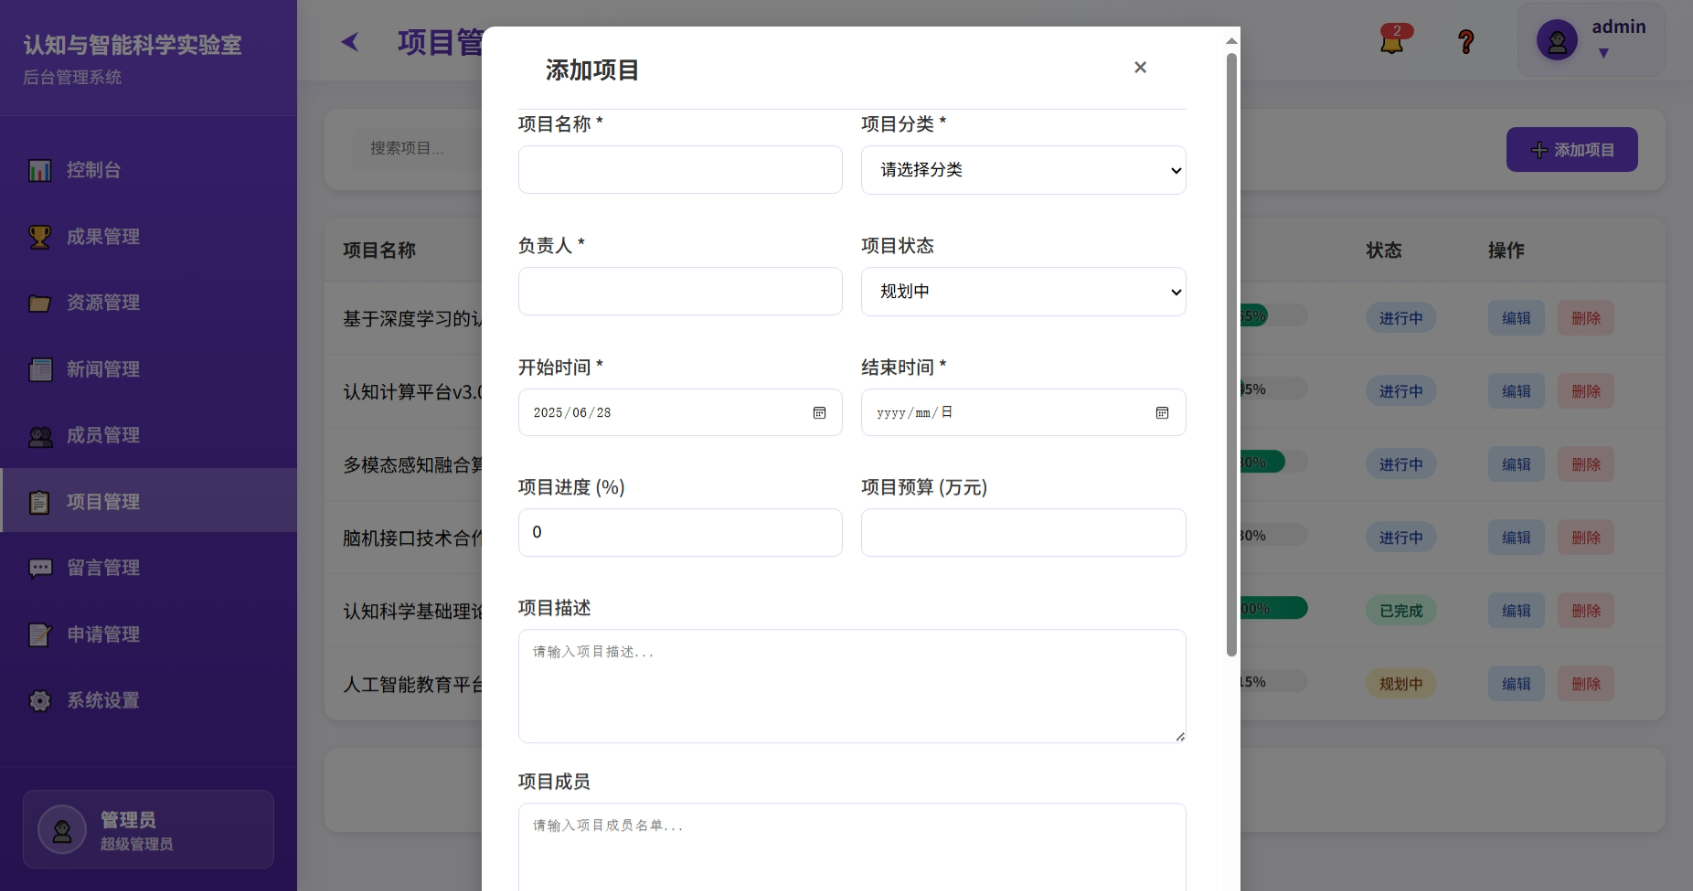 认知与智能科学实验室
后台管理系统
控制台
成果管理
资源管理
新闻管理
成员管理
项目管理
留言管理
申请管理
系统设置
管理员
超级管理员
项目管
2
admin
搜索项目...
添加项目
项目名称 状态 操作
基于深度学习的认 进行中 编辑 删除
认知计算平台v3.0 5% 进行中 编辑 删除
多模态感知融合算 进行中 编辑 删除
脑机接口技术合作 进行中 编辑 删除
认知科学基础理论 已完成 编辑 删除
人工智能教育平台 15% 规划中 编辑 删除
添加项目 ×
项目名称 * 项目分类 *
请选择分类
负责人 * 项目状态
规划中
开始时间 * 结束时间 *
2025/06/28 yyyy/mm/日
项目进度 (%) 项目预算 (万元)
0
项目描述
请输入项目描述...
项目成员
请输入项目成员名单...